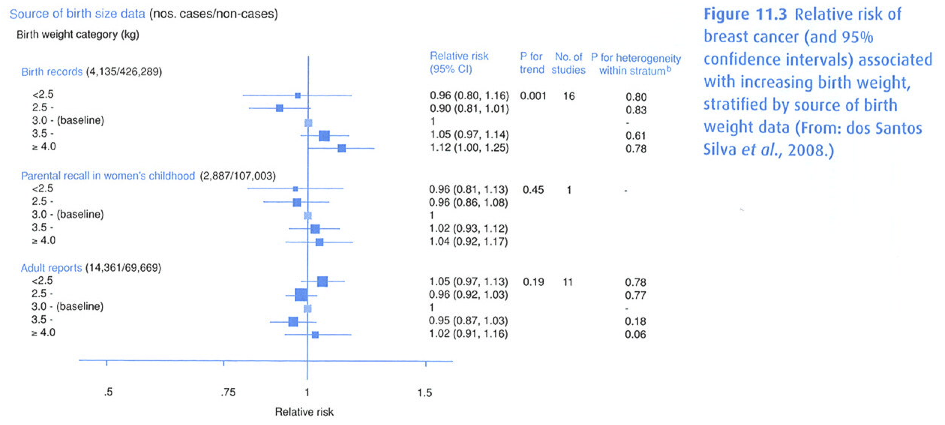 Source of birth size data (nos. cases/non-cases)
Birth weight category (kg)
Relative risk (95% CI) P for trend No. of studies P for heterogeneity within stratumb
Birth records (4,135/426,289)
<2.5 0.96 (0.80, 1.16) 0.001 16 0.80
2.5 - 0.90 (0.81, 1.01) 0.83
3.0 - (baseline) 1 -
3.5 - 1.05 (0.97, 1.14) 0.61
≥ 4.0 1.12 (1.00, 1.25) 0.78
Parental recall in women's childhood (2,887/107,003)
<2.5 0.96 (0.81, 1.13) 0.45 1 -
2.5 - 0.96 (0.86, 1.08)
3.0 - (baseline) 1
3.5 - 1.02 (0.93, 1.12)
≥ 4.0 1.04 (0.92, 1.17)
Adult reports (14,361/69,669)
<2.5 1.05 (0.97, 1.13) 0.19 11 0.78
2.5 - 0.96 (0.92, 1.03) 0.77
3.0 - (baseline) 1 -
3.5 - 0.95 (0.87, 1.03) 0.18
≥ 4.0 1.02 (0.91, 1.16) 0.06
.5 .75 1 1.5
Relative risk
Figure 11.3 Relative risk of
breast cancer (and 95%
confidence intervals) associated
with increasing birth weight,
stratified by source of birth
weight data (From: dos Santos
Silva et al., 2008.)